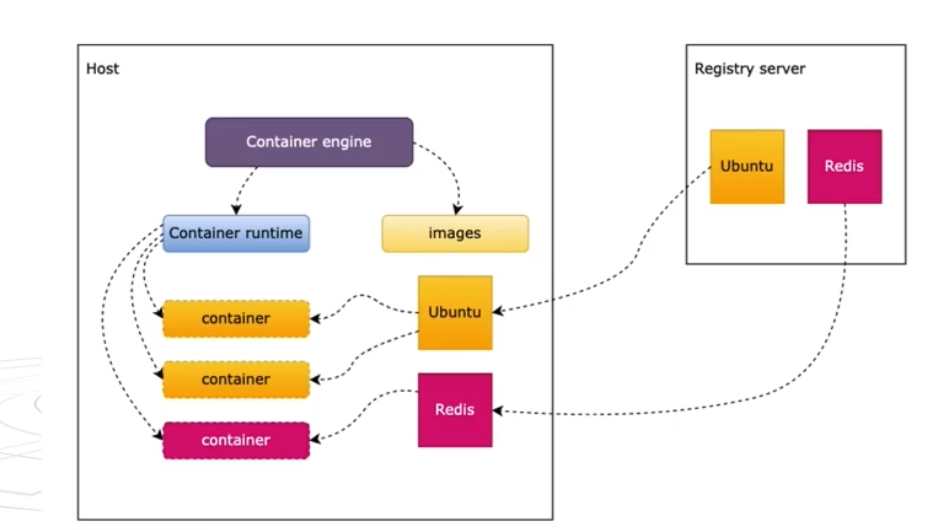 Host
Registry server
Container engine
Ubuntu
Redis
Container runtime
images
container
Ubuntu
container
Redis
container